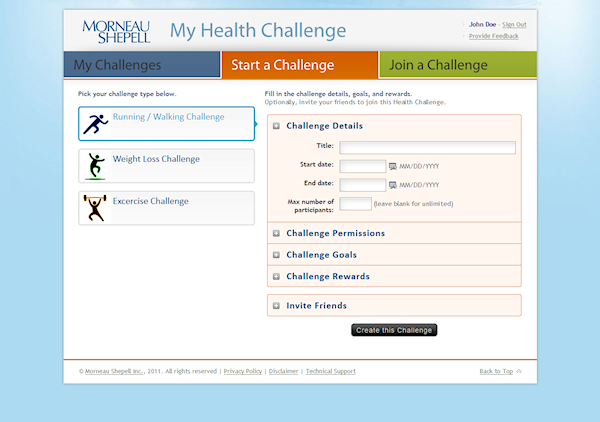 MORNEAU
SHEPELL
My Health Challenge
John Doe - Sign Out
Provide Feedback
My Challenges
Start a Challenge
Join a Challenge
Pick your challenge type below.
Running / Walking Challenge
Weight Loss Challenge
Excercise Challenge
Fill in the challenge details, goals, and rewards.
Optionally, invite your friends to join this Health Challenge.
Challenge Details
Title:
Start date: MM/DD/YYYY
End date: MM/DD/YYYY
Max number of
participants: (leave blank for unlimited)
Challenge Permissions
Challenge Goals
Challenge Rewards
Invite Friends
Create this Challenge
© Morneau Shepell Inc., 2011. All rights reserved | Privacy Policy | Disclaimer | Technical Support
Back to Top